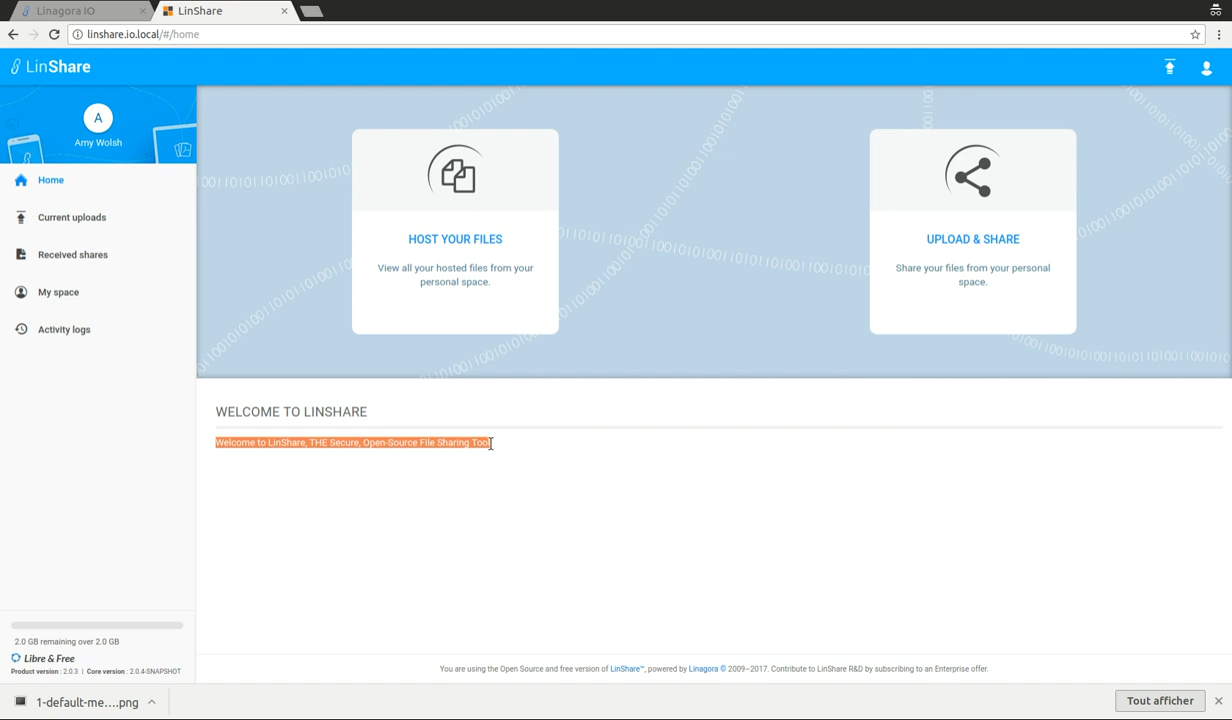 Linagora IO
LinShare
linshare.io.local/#/home
LinShare
A
Amy Wolsh
Home
Current uploads
Received shares
My space
Activity logs
HOST YOUR FILES
View all your hosted files from your
personal space.
UPLOAD & SHARE
Share your files from your personal
space.
WELCOME TO LINSHARE
Welcome to LinShare, THE Secure, Open-Source File Sharing Tool
2.0 GB remaining over 2.0 GB
Libre & Free
Product version : 2.0.3 | Core version : 2.0.4-SNAPSHOT
You are using the Open Source and free version of LinShare™, powered by Linagora © 2009–2017. Contribute to LinShare R&D by subscribing to an Enterprise offer.
1-default-me....png
Tout afficher